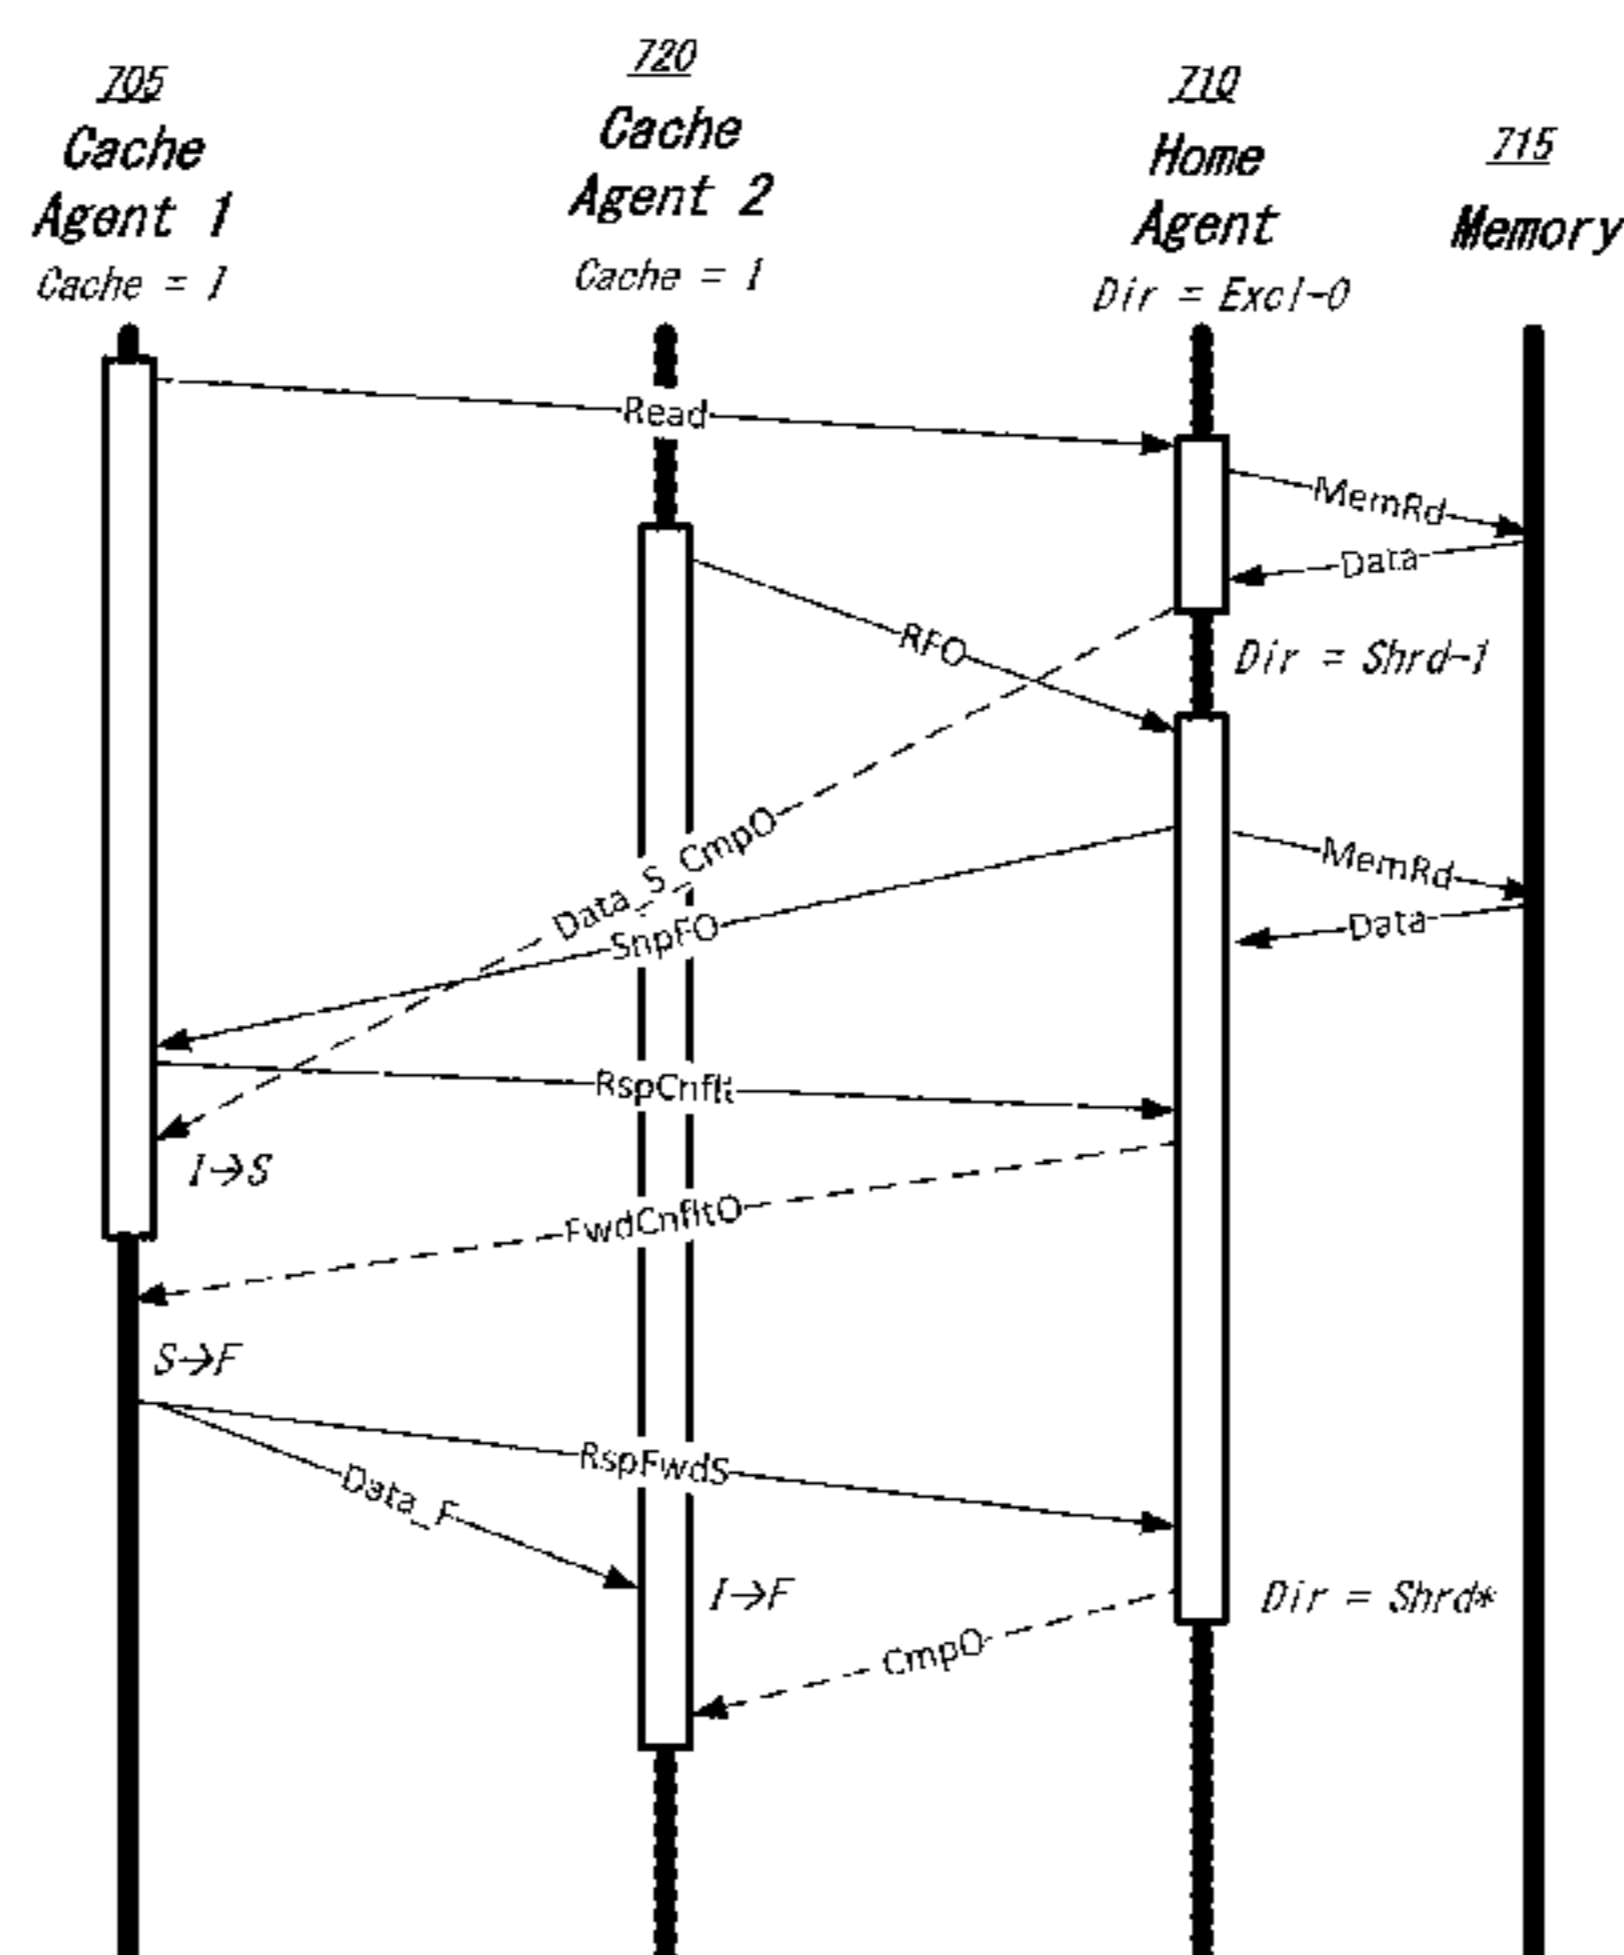 705
Cache
Agent 1
Cache = I
720
Cache
Agent 2
Cache = I
710
Home
Agent
Dir = Excl-0
715
Memory
Read
MemRd
Data
RFO
Dir = Shrd-1
Data_S_CmpO
SnpFO
MemRd
Data
RspCnflt
I→S
FwdCnfltO
S→F
RspFwdS
Data_F
I→F
Dir = Shrd*
CmpO